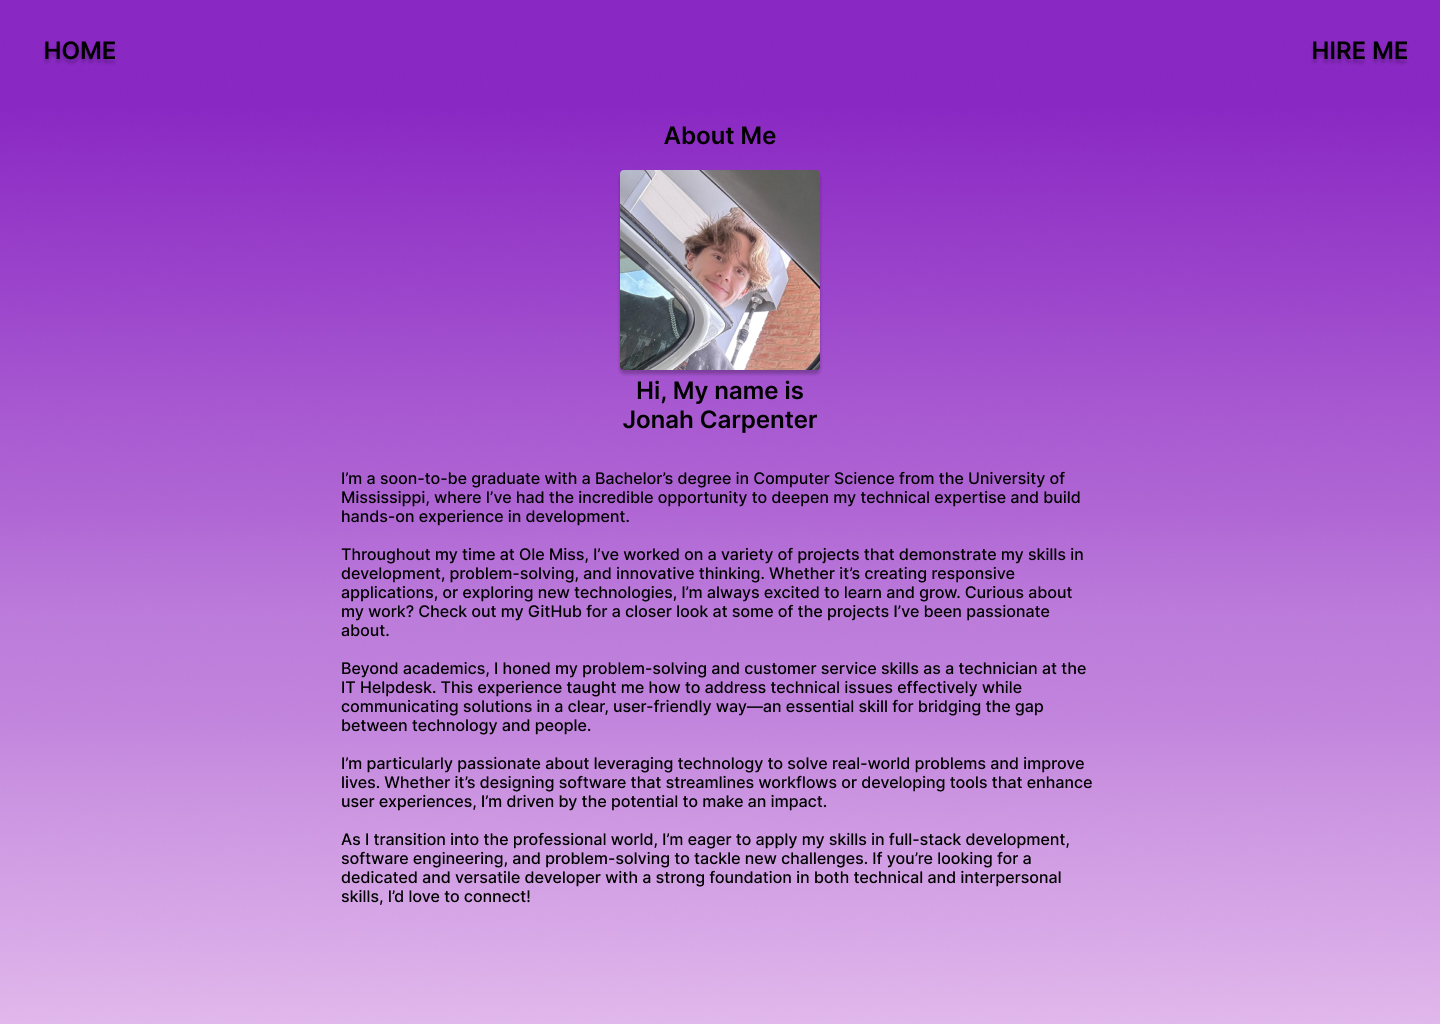 HOME
HIRE ME
About Me
Hi, My name is
Jonah Carpenter
I’m a soon-to-be graduate with a Bachelor’s degree in Computer Science from the University of
Mississippi, where I’ve had the incredible opportunity to deepen my technical expertise and build
hands-on experience in development.
Throughout my time at Ole Miss, I’ve worked on a variety of projects that demonstrate my skills in
development, problem-solving, and innovative thinking. Whether it’s creating responsive
applications, or exploring new technologies, I’m always excited to learn and grow. Curious about
my work? Check out my GitHub for a closer look at some of the projects I’ve been passionate
about.
Beyond academics, I honed my problem-solving and customer service skills as a technician at the
IT Helpdesk. This experience taught me how to address technical issues effectively while
communicating solutions in a clear, user-friendly way—an essential skill for bridging the gap
between technology and people.
I’m particularly passionate about leveraging technology to solve real-world problems and improve
lives. Whether it’s designing software that streamlines workflows or developing tools that enhance
user experiences, I’m driven by the potential to make an impact.
As I transition into the professional world, I’m eager to apply my skills in full-stack development,
software engineering, and problem-solving to tackle new challenges. If you’re looking for a
dedicated and versatile developer with a strong foundation in both technical and interpersonal
skills, I’d love to connect!